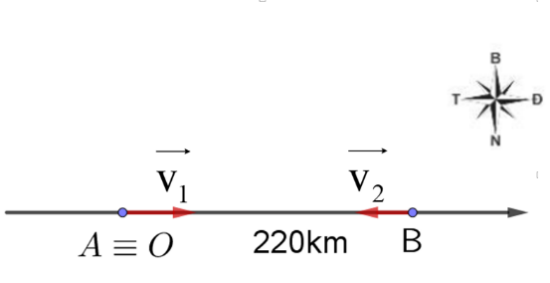 B
T Đ
N
v₁ v₂
A ≡ O 220km B